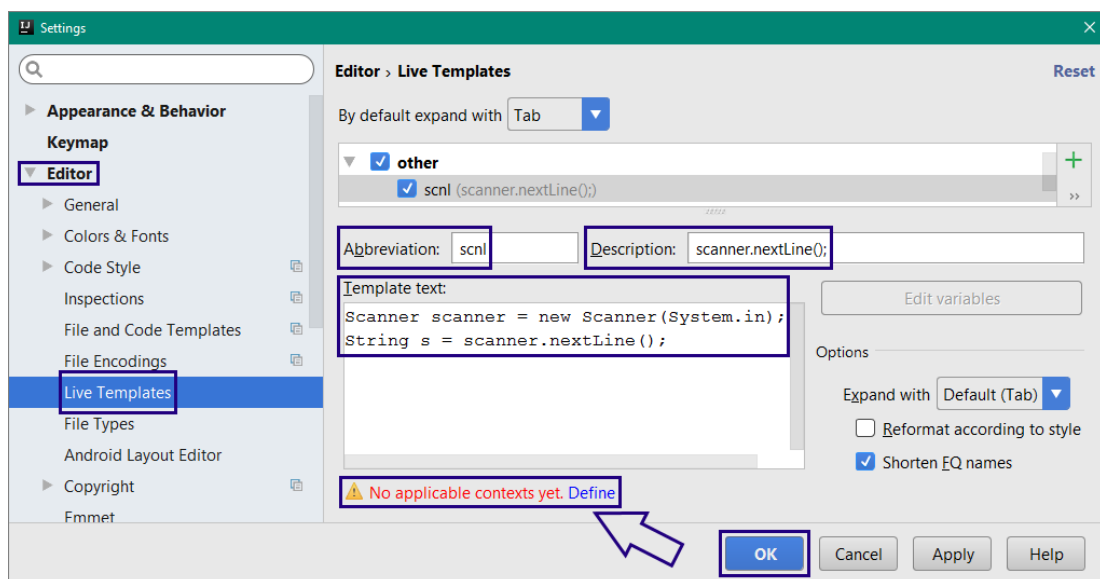 Settings
Editor › Live Templates
Reset
Appearance & Behavior
Keymap
Editor
General
Colors & Fonts
Code Style
Inspections
File and Code Templates
File Encodings
Live Templates
File Types
Android Layout Editor
Copyright
Emmet
By default expand with Tab
other
scnl (scanner.nextLine();)
Abbreviation: scnl
Description: scanner.nextLine();
Template text:
Scanner scanner = new Scanner(System.in);
String s = scanner.nextLine();
Edit variables
Options
Expand with Default (Tab)
Reformat according to style
Shorten FQ names
No applicable contexts yet. Define
OK
Cancel
Apply
Help